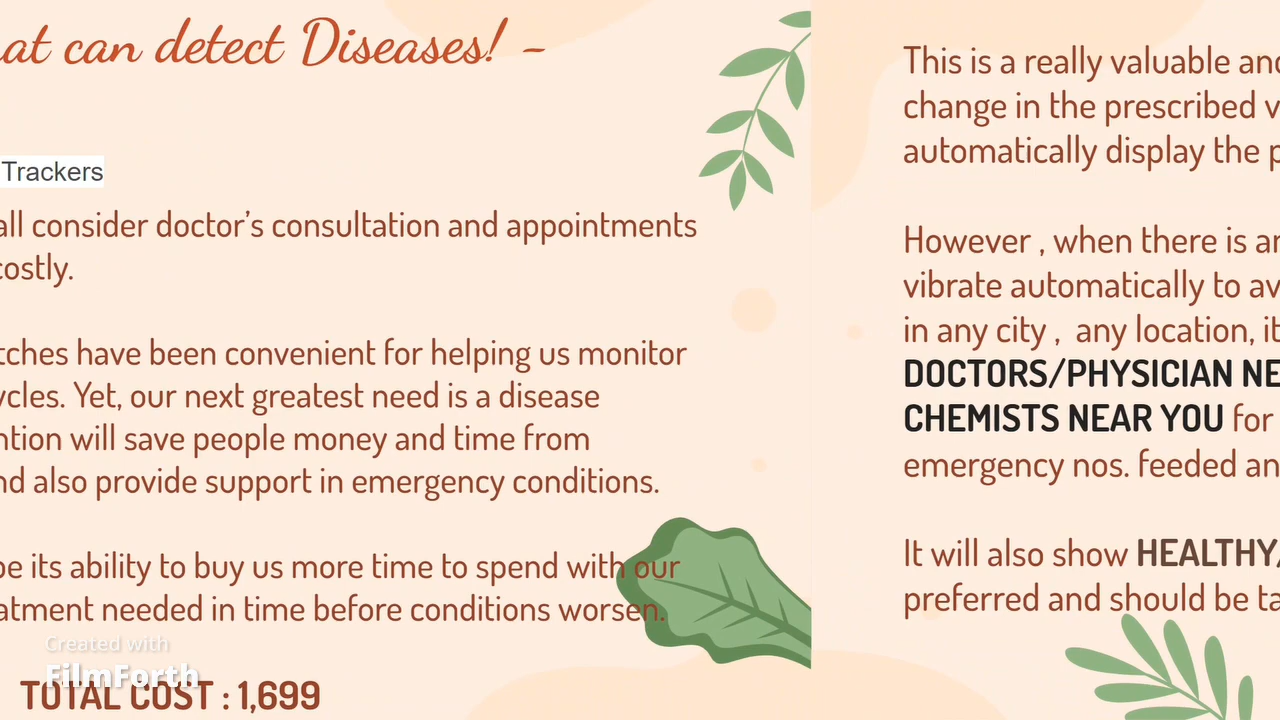 at can detect Diseases! -
Trackers
all consider doctor's consultation and appointments
costly.
tches have been convenient for helping us monitor
ycles. Yet, our next greatest need is a disease
ntion will save people money and time from
nd also provide support in emergency conditions.
be its ability to buy us more time to spend with our
atment needed in time before conditions worsen.
TOTAL COST : 1,699
Created with
FilmForth
This is a really valuable and
change in the prescribed v
automatically display the p
However , when there is an
vibrate automatically to av
in any city , any location, it
DOCTORS/PHYSICIAN NE
CHEMISTS NEAR YOU for
emergency nos. feeded an
It will also show HEALTHY/
preferred and should be ta